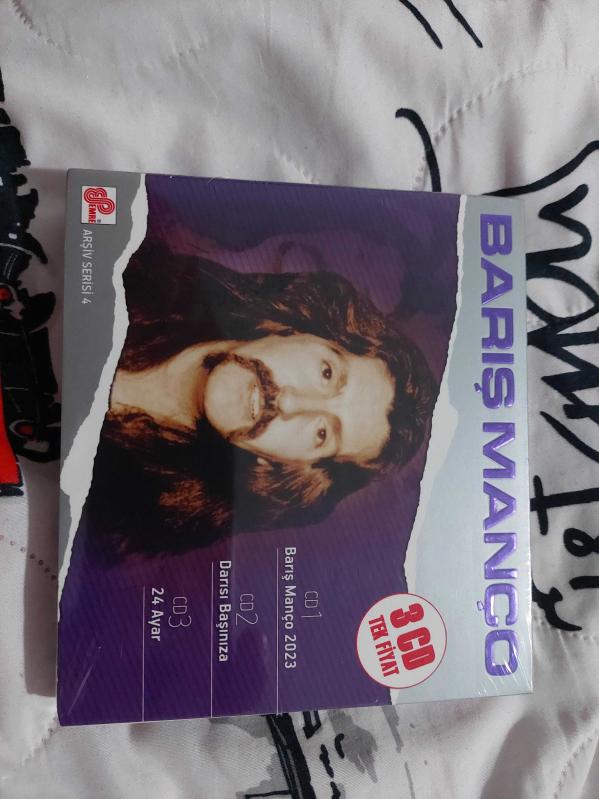 BARIŞ MANÇO
3 CD
TEK FİYAT
CD1
Barış Manço 2023
CD2
Darısı Başınıza
CD3
24 Ayar
EMRE
ARŞİV SERİSİ 4